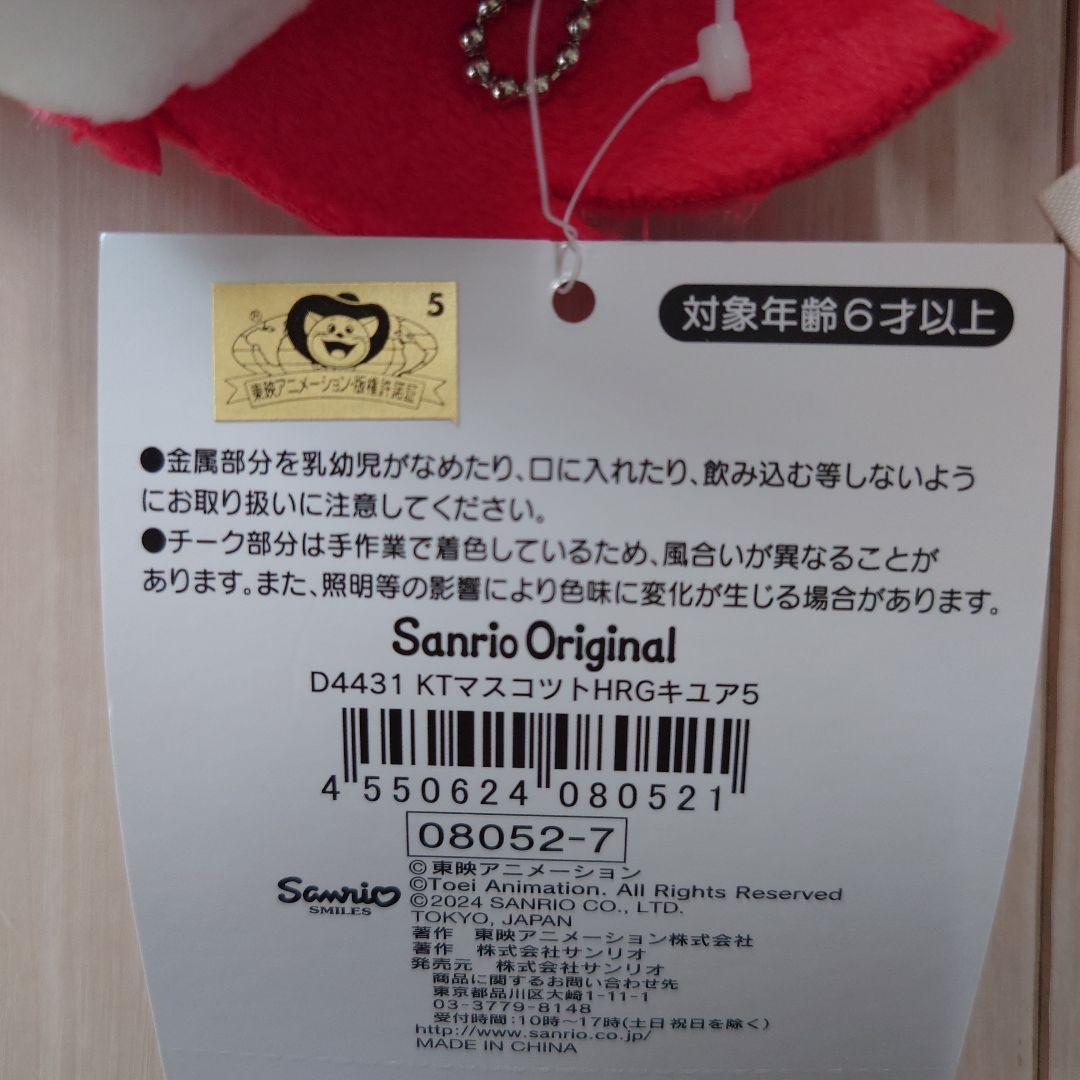 5
®
東映アニメーション・版権許諾証
対象年齢6才以上
●金属部分を乳幼児がなめたり、口に入れたり、飲み込む等しないよう
にお取り扱いに注意してください。
●チーク部分は手作業で着色しているため、風合いが異なることが
あります。また、照明等の影響により色味に変化が生じる場合があります。
Sanrio Original
D4431 KTマスコツトHRGキユア5
4 550624 080521
08052-7
©東映アニメーション
©Toei Animation. All Rights Reserved
©2024 SANRIO CO., LTD.
TOKYO, JAPAN
Sanrio
SMILES
著作 東映アニメーション株式会社
著作 株式会社サンリオ
発売元 株式会社サンリオ
商品に関するお問い合わせ先
東京都品川区大崎1-11-1
03-3779-8148
受付時間:10時~17時(土日祝日を除く)
http://www.sanrio.co.jp/
MADE IN CHINA